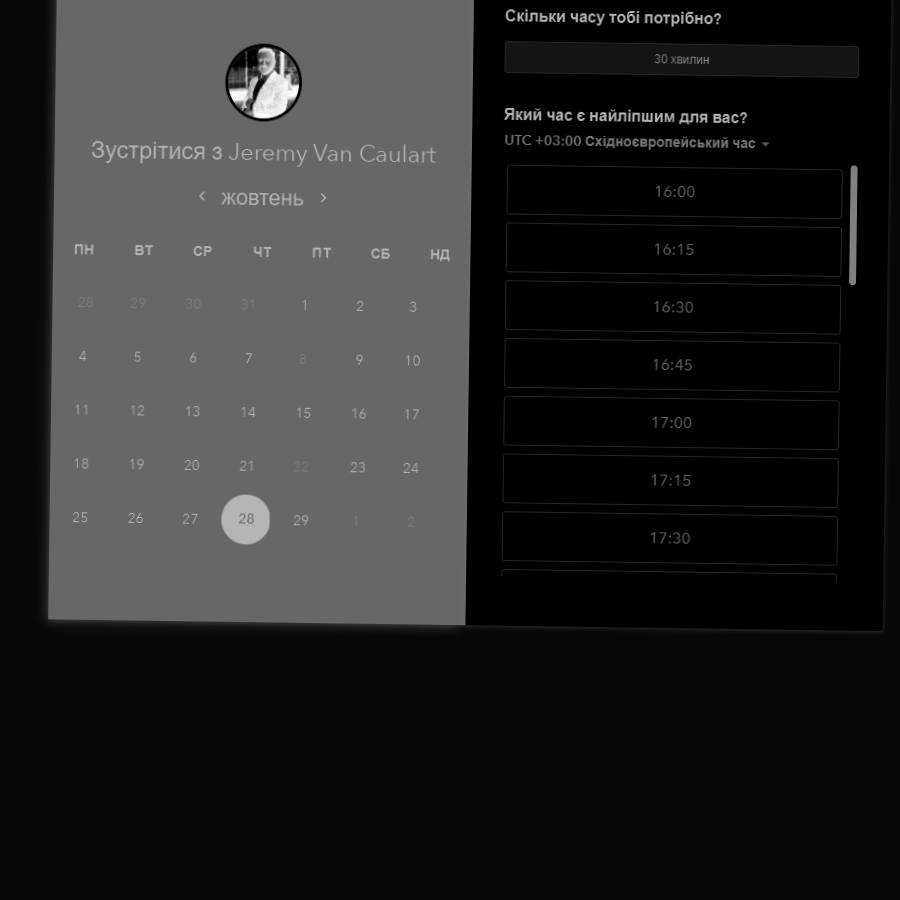 Зустрітися з Jeremy Van Caulart
жовтень
ПН ВТ СР ЧТ ПТ СБ НД
28 29 30 31 1 2 3
4 5 6 7 8 9 10
11 12 13 14 15 16 17
18 19 20 21 22 23 24
25 26 27 28 29 1 2
Скільки часу тобі потрібно?
30 хвилин
Який час є найліпшим для вас?
UTC +03:00 Східноєвропейський час
16:00
16:15
16:30
16:45
17:00
17:15
17:30